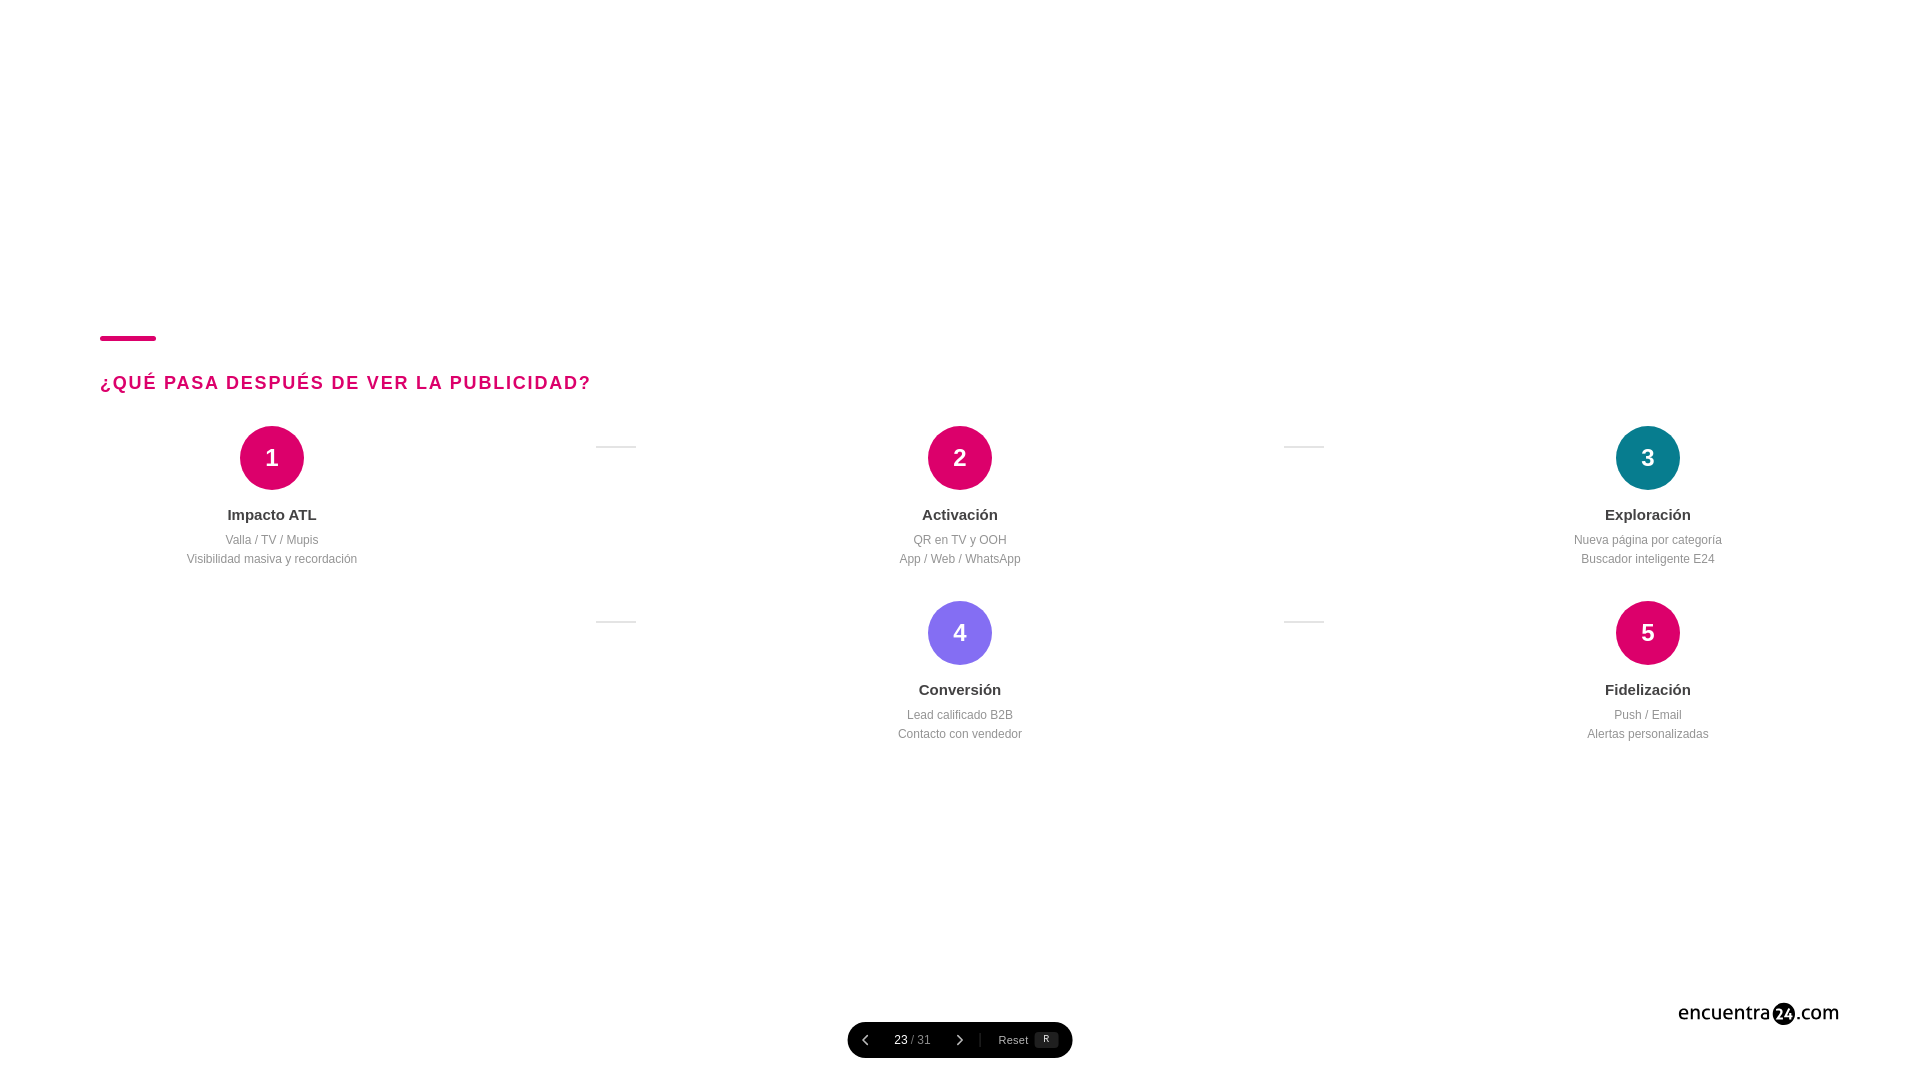 ¿QUÉ PASA DESPUÉS DE VER LA PUBLICIDAD?
1
Impacto ATL
Valla / TV / Mupis
Visibilidad masiva y recordación
2
Activación
QR en TV y OOH
App / Web / WhatsApp
3
Exploración
Nueva página por categoría
Buscador inteligente E24
4
Conversión
Lead calificado B2B
Contacto con vendedor
5
Fidelización
Push / Email
Alertas personalizadas
encuentra24.com
23 / 31
Reset R